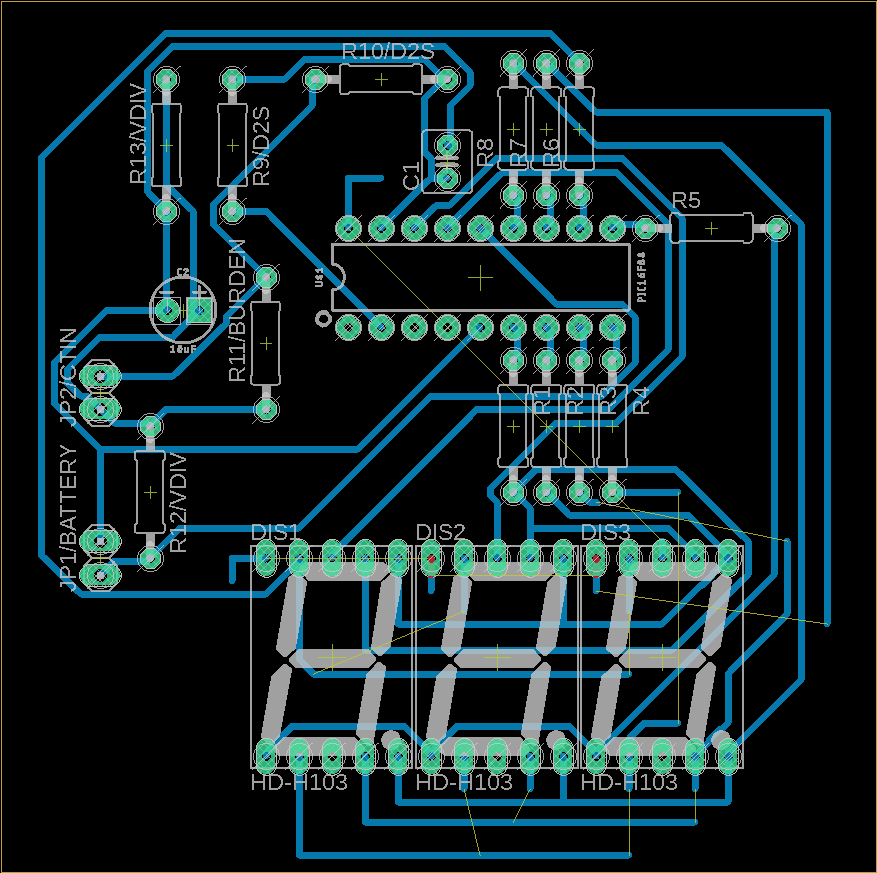 R10/D2S
R13/VDIV
R9/D2S
C1
R8
R7
R6
R5
U$1
PIC16F88
C2
10uF
R11/BURDEN
JP2/CTIN
R1
R2
R3
R4
JP1/BATTERY
R12/VDIV
DIS1
DIS2
DIS3
HD-H103
HD-H103
HD-H103